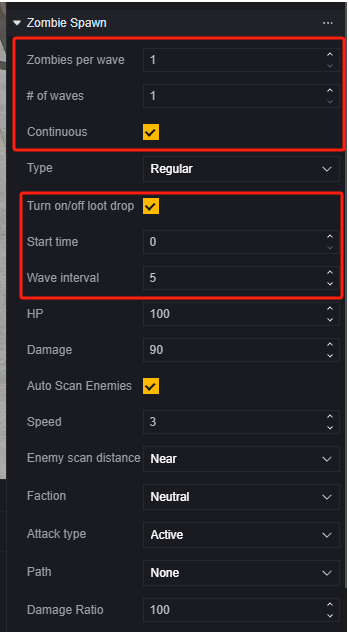 Zombie Spawn ...
Zombies per wave 1
# of waves 1
Continuous
Type Regular
Turn on/off loot drop
Start time 0
Wave interval 5
HP 100
Damage 90
Auto Scan Enemies
Speed 3
Enemy scan distance Near
Faction Neutral
Attack type Active
Path None
Damage Ratio 100